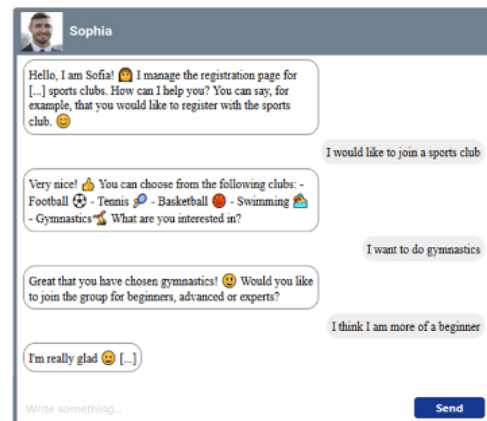 Sophia
Hello, I am Sofia! 👩 I manage the registration page for
[...] sports clubs. How can I help you? You can say, for
example, that you would like to register with the sports
club. 😊
I would like to join a sports club
Very nice! 👍 You can choose from the following clubs: -
Football ⚽ - Tennis 🎾 - Basketball 🏀 - Swimming 🏊
- Gymnastics🤸 What are you interested in?
I want to do gymnastics
Great that you have chosen gymnastics! 😃 Would you like
to join the group for beginners, advanced or experts?
I think I am more of a beginner
I'm really glad 😀 [...]
Write something...
Send